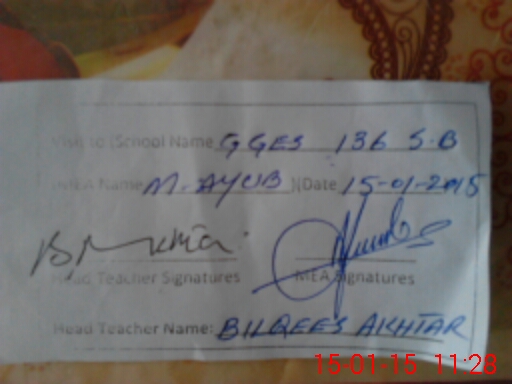 Visit to (School Name GGES 136 S.B
MEA Name M. AYUB )(Date 15-01-2015
Head Teacher Signatures MEA Signatures
Head Teacher Name: BILQEES AKHTAR
15-01-15 11:28